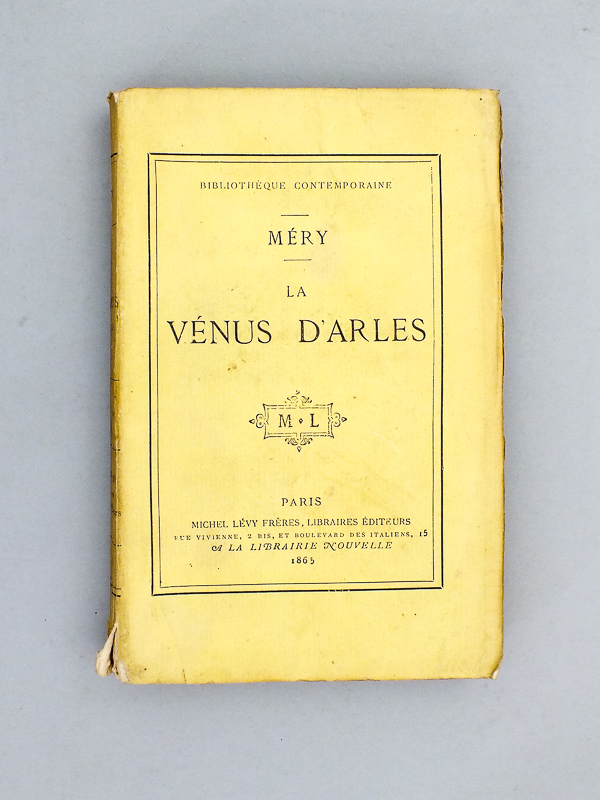 BIBLIOTHÈQUE CONTEMPORAINE
MÉRY
LA
VÉNUS D'ARLES
M L
PARIS
MICHEL LÉVY FRÈRES, LIBRAIRES ÉDITEURS
RUE VIVIENNE, 2 BIS, ET BOULEVARD DES ITALIENS, 15
A LA LIBRAIRIE NOUVELLE
1865